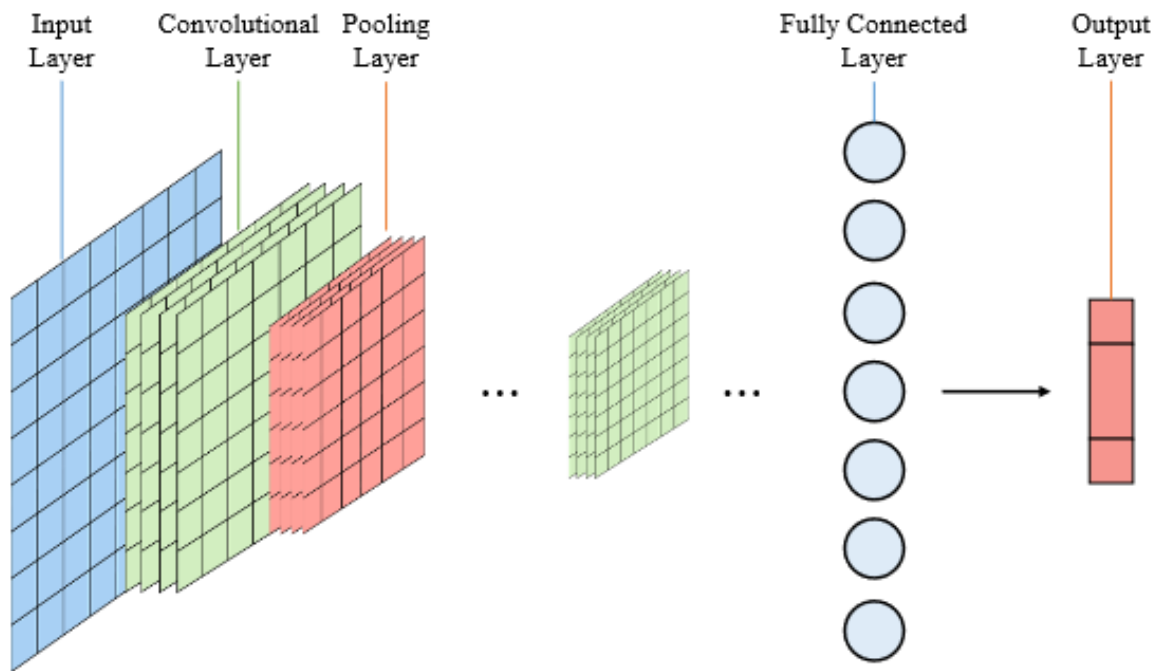 Input
Layer
Convolutional
Layer
Pooling
Layer
Fully Connected
Layer
Output
Layer
...
...